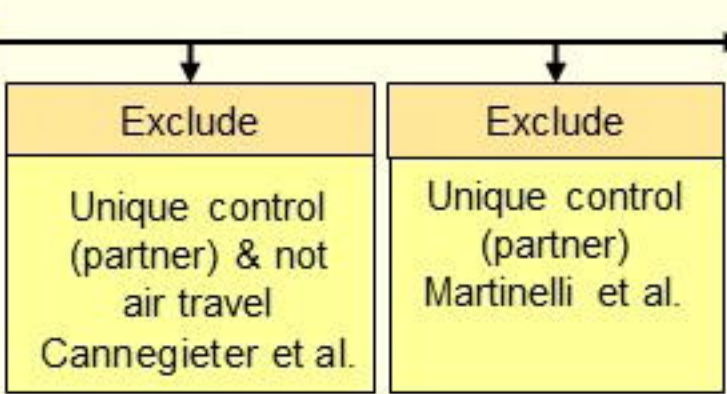 Exclude
Unique control
(partner) & not
air travel
Cannegieter et al.
Exclude
Unique control
(partner)
Martinelli et al.